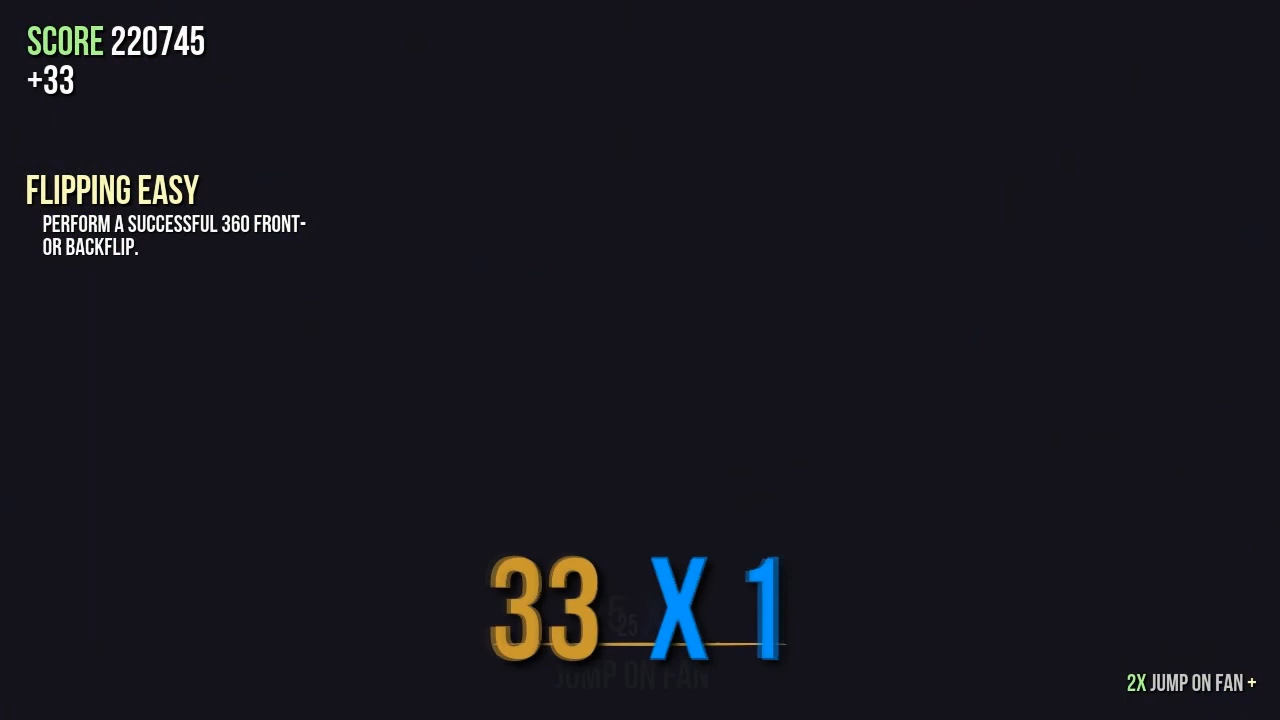 SCORE 220745
+33
FLIPPING EASY
PERFORM A SUCCESSFUL 360 FRONT-
OR BACKFLIP.
33 X 1
25
JUMP ON FAN
2X JUMP ON FAN +